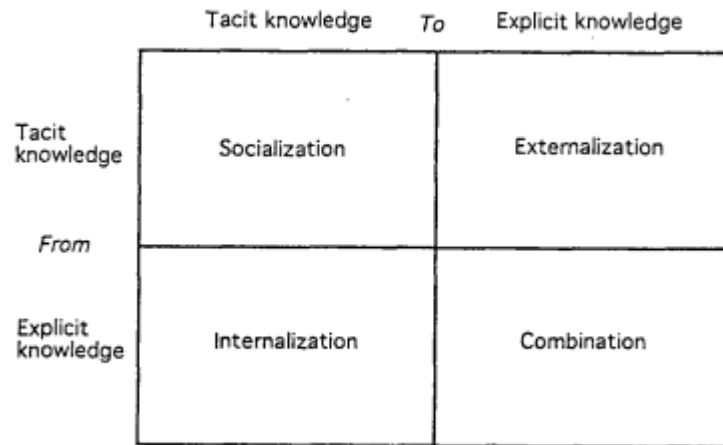 Tacit knowledge To Explicit knowledge
Tacit
knowledge
Socialization
Externalization
From
Explicit
knowledge
Internalization
Combination